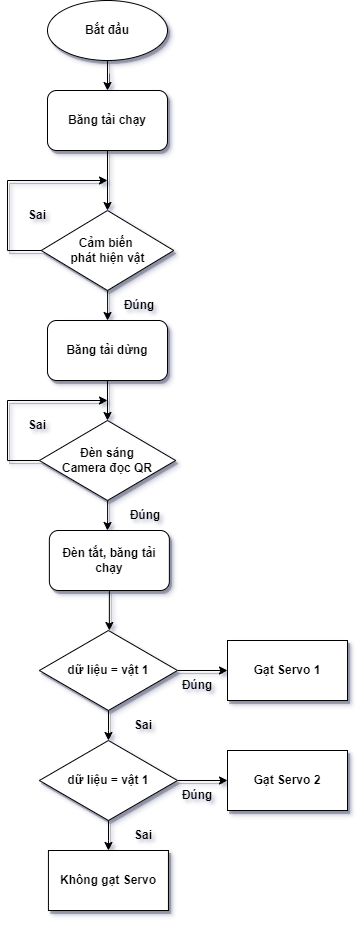 Bắt đầu
Băng tải chạy
Sai
Cảm biến
phát hiện vật
Đúng
Băng tải dừng
Sai
Đèn sáng
Camera đọc QR
Đúng
Đèn tắt, băng tải
chạy
dữ liệu = vật 1
Đúng
Gạt Servo 1
Sai
dữ liệu = vật 1
Đúng
Gạt Servo 2
Sai
Không gạt Servo